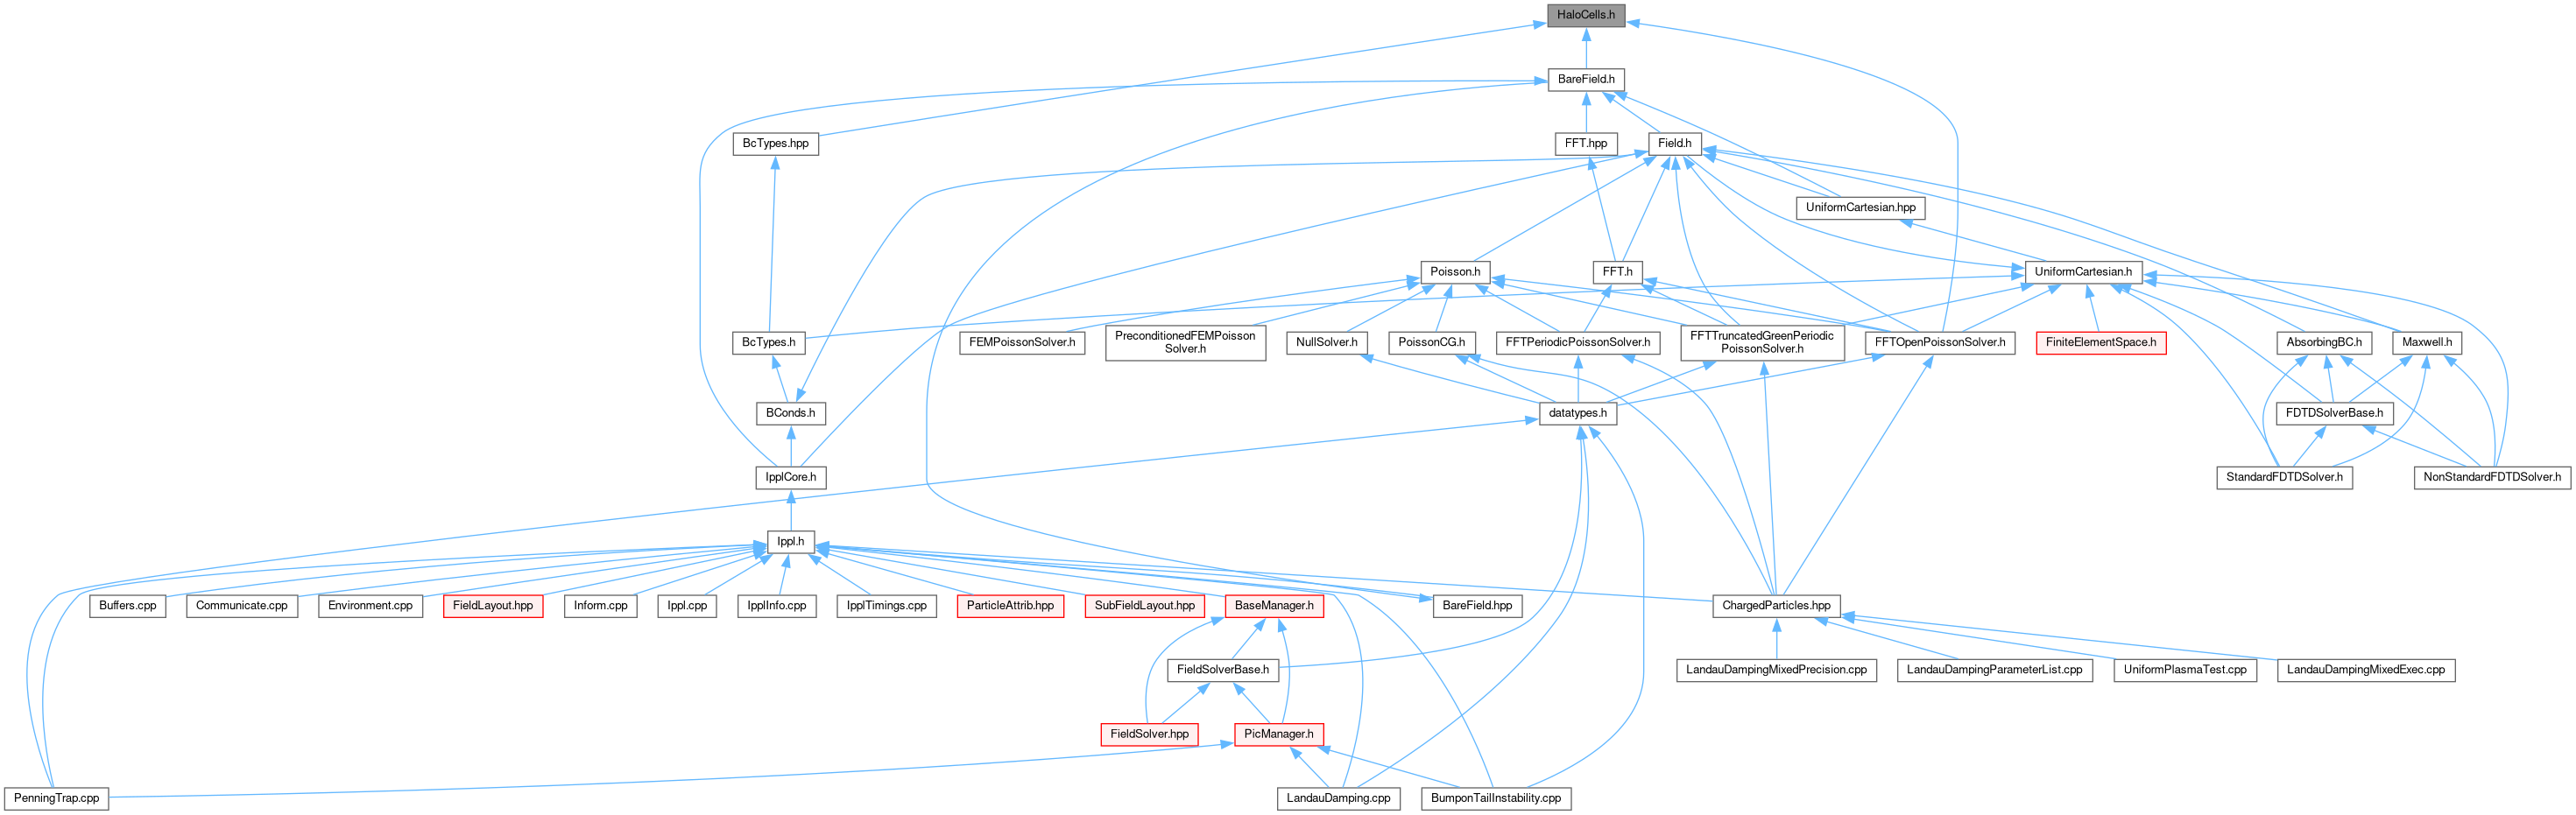 HaloCells.h
BareField.h
BcTypes.hpp
FFT.hpp
Field.h
UniformCartesian.hpp
Poisson.h
FFT.h
UniformCartesian.h
BcTypes.h
FEMPoissonSolver.h
PreconditionedFEMPoisson
Solver.h
NullSolver.h
PoissonCG.h
FFTPeriodicPoissonSolver.h
FFTTruncatedGreenPeriodic
PoissonSolver.h
FFTOpenPoissonSolver.h
FiniteElementSpace.h
AbsorbingBC.h
Maxwell.h
BConds.h
datatypes.h
FDTDSolverBase.h
IpplCore.h
StandardFDTDSolver.h
NonStandardFDTDSolver.h
Ippl.h
Buffers.cpp
Communicate.cpp
Environment.cpp
FieldLayout.hpp
Inform.cpp
Ippl.cpp
IpplInfo.cpp
IpplTimings.cpp
ParticleAttrib.hpp
SubFieldLayout.hpp
BaseManager.h
BareField.hpp
ChargedParticles.hpp
FieldSolverBase.h
LandauDampingMixedPrecision.cpp
LandauDampingParameterList.cpp
UniformPlasmaTest.cpp
LandauDampingMixedExec.cpp
FieldSolver.hpp
PicManager.h
PenningTrap.cpp
LandauDamping.cpp
BumponTailInstability.cpp